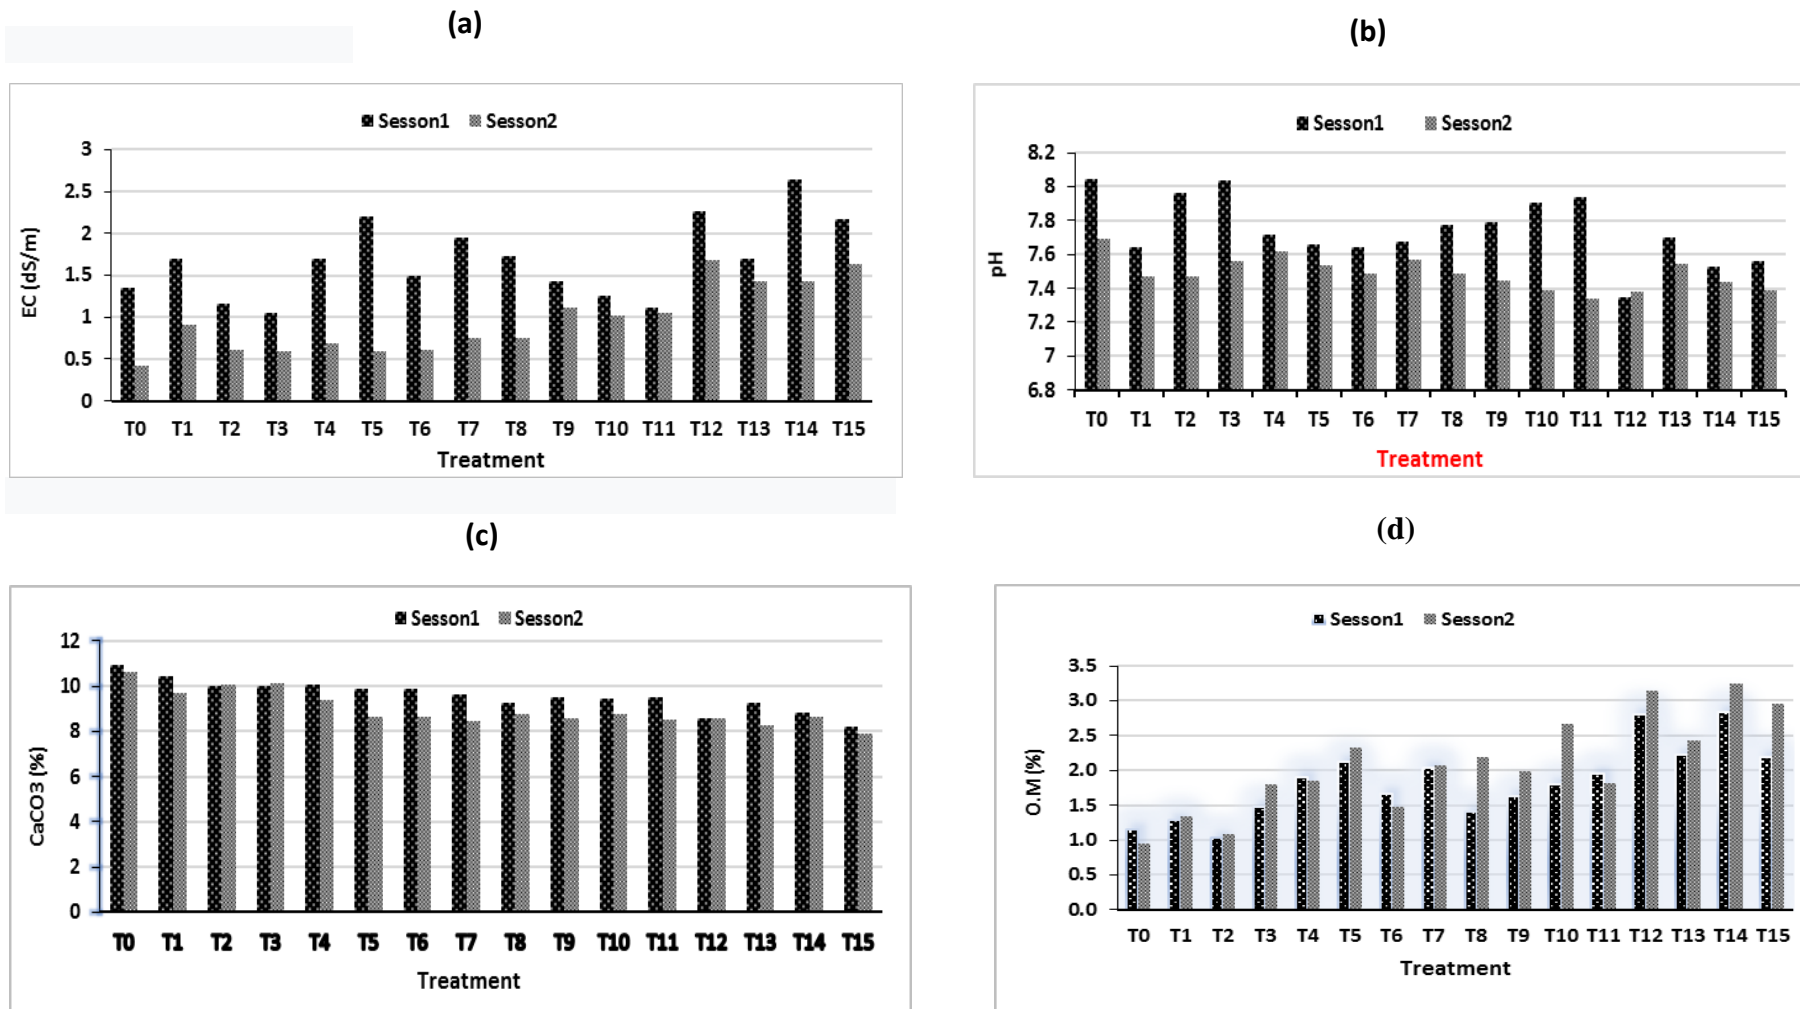 (a)
Sesson1 Sesson2
3
2.5
2
1.5
1
0.5
0
EC (dS/m)
T0 T1 T2 T3 T4 T5 T6 T7 T8 T9 T10 T11 T12 T13 T14 T15
Treatment
(b)
Sesson1 Sesson2
8.2
8
7.8
7.6
7.4
7.2
7
6.8
pH
T0 T1 T2 T3 T4 T5 T6 T7 T8 T9 T10 T11 T12 T13 T14 T15
Treatment
(c)
Sesson1 Sesson2
12
10
8
6
4
2
0
CaCO3 (%)
T0 T1 T2 T3 T4 T5 T6 T7 T8 T9 T10 T11 T12 T13 T14 T15
Treatment
(d)
Sesson1 Sesson2
3.5
3.0
2.5
2.0
1.5
1.0
0.5
0.0
O.M (%)
T0 T1 T2 T3 T4 T5 T6 T7 T8 T9 T10 T11 T12 T13 T14 T15
Treatment